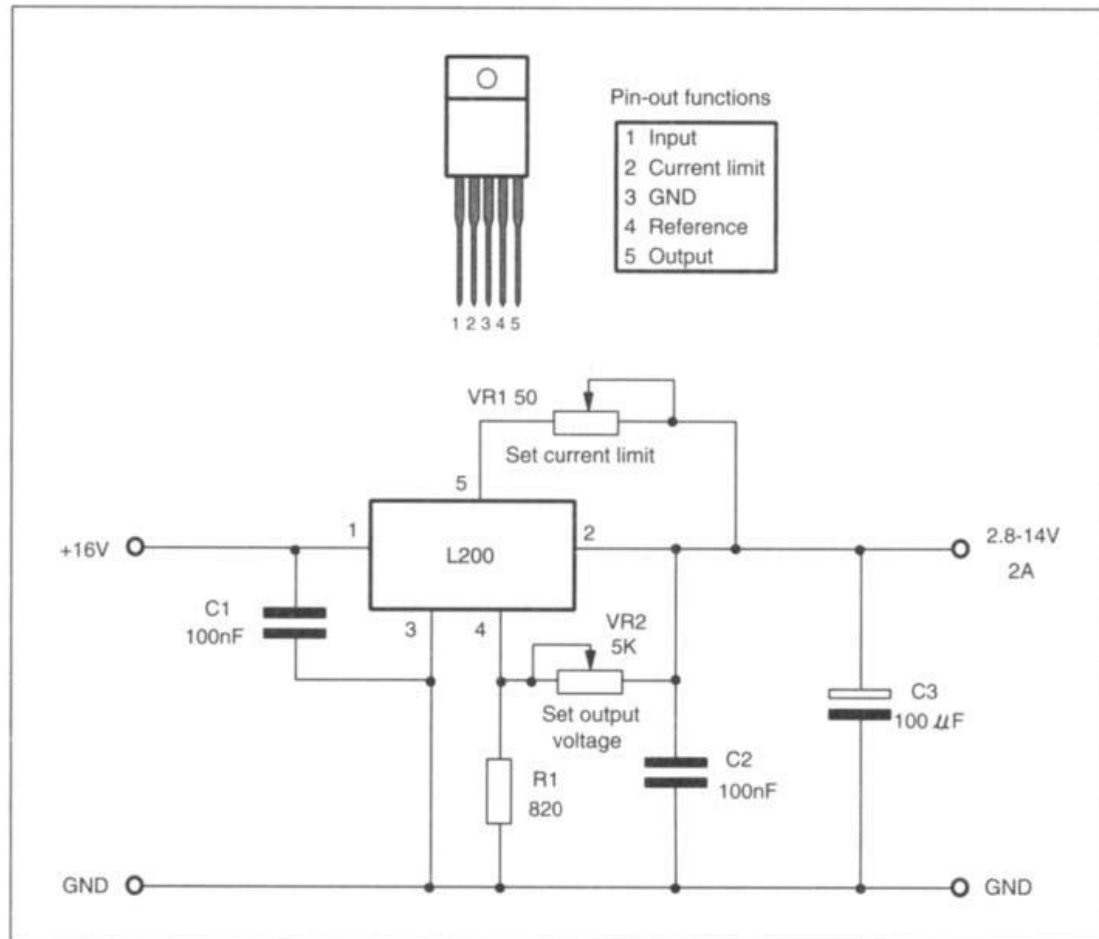 Pin-out functions
1 Input
2 Current limit
3 GND
4 Reference
5 Output
1 2 3 4 5
VR1 50
Set current limit
5
+16V
1
L200
2
2.8-14V
2A
C1
100nF
3
4
VR2
5K
Set output
voltage
C3
100 μF
R1
820
C2
100nF
GND
GND